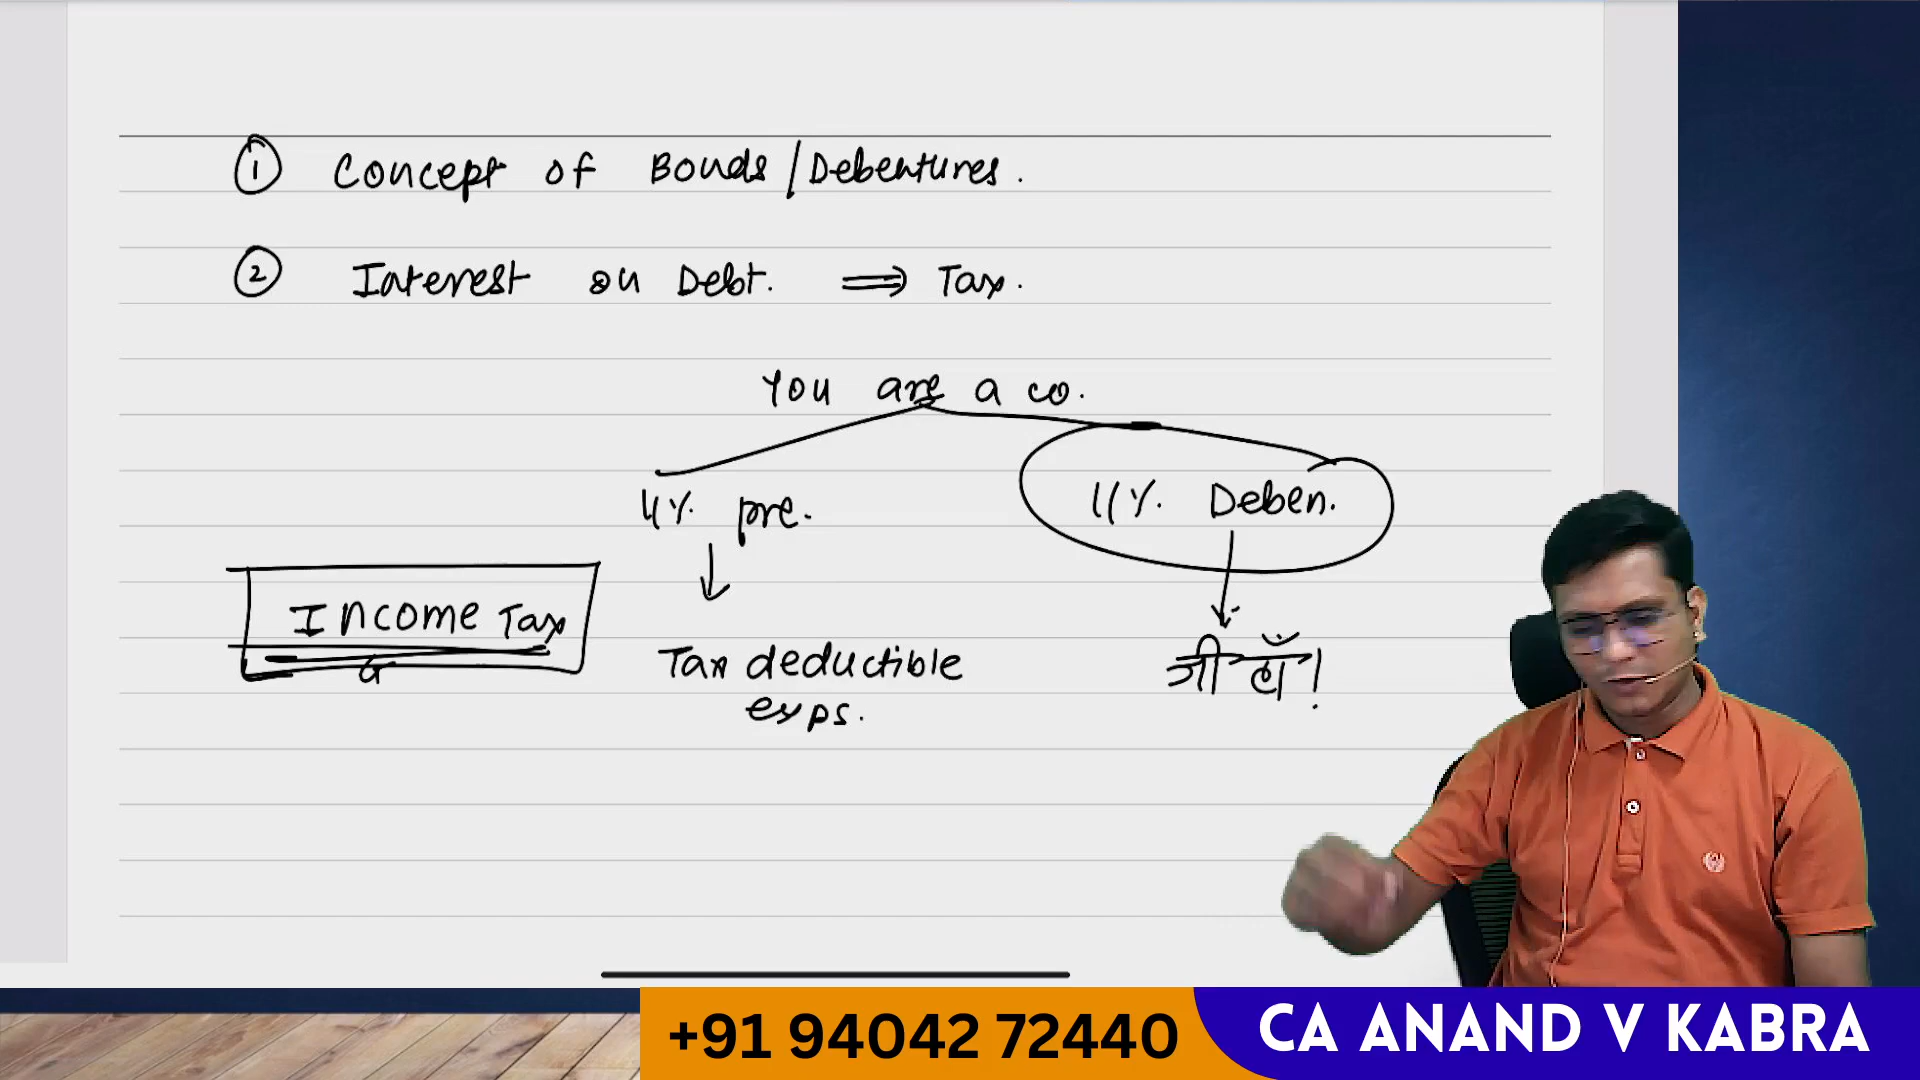 ① Concept of Bonds/Debentures.
② Interest on Debt. ⇒ Tax.
You are a co.
11% pre.
11% Deben.
Income Tax
Tax deductible
exps.
जी हाँ!
+91 94042 72440
CA ANAND V KABRA